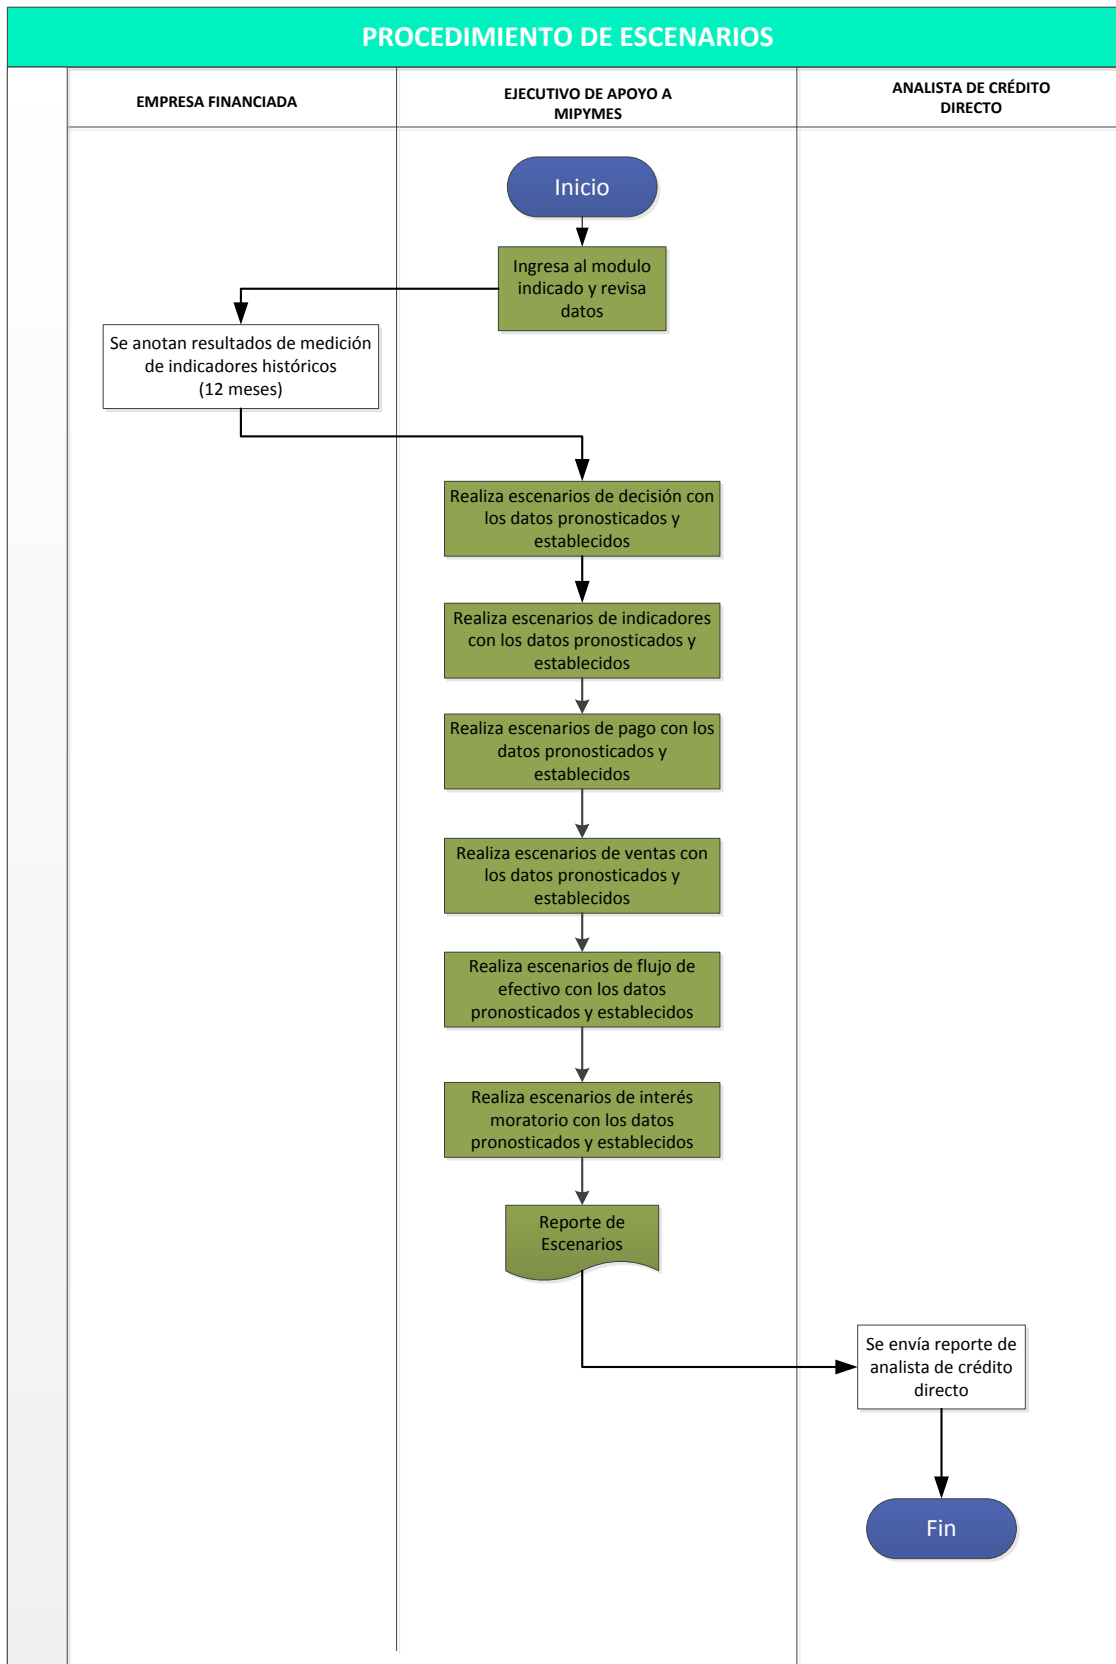 PROCEDIMIENTO DE ESCENARIOS
EMPRESA FINANCIADA
EJECUTIVO DE APOYO A
MIPYMES
ANALISTA DE CRÉDITO
DIRECTO
Inicio
Ingresa al modulo
indicado y revisa
datos
Se anotan resultados de medición
de indicadores históricos
(12 meses)
Realiza escenarios de decisión con
los datos pronosticados y
establecidos
Realiza escenarios de indicadores
con los datos pronosticados y
establecidos
Realiza escenarios de pago con los
datos pronosticados y
establecidos
Realiza escenarios de ventas con
los datos pronosticados y
establecidos
Realiza escenarios de flujo de
efectivo con los datos
pronosticados y establecidos
Realiza escenarios de interés
moratorio con los datos
pronosticados y establecidos
Reporte de
Escenarios
Se envía reporte de
analista de crédito
directo
Fin